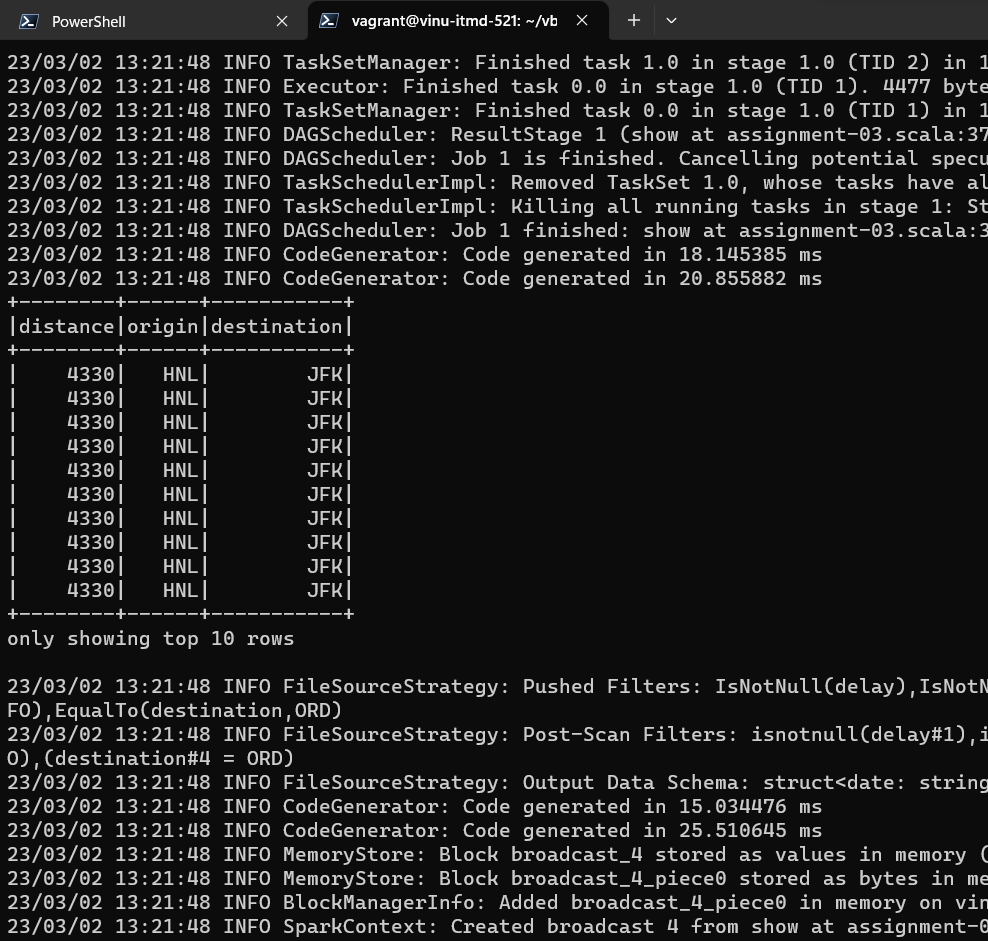 PowerShell
vagrant@vinu-itmd-521: ~/vb
23/03/02 13:21:48 INFO TaskSetManager: Finished task 1.0 in stage 1.0 (TID 2) in 1
23/03/02 13:21:48 INFO Executor: Finished task 0.0 in stage 1.0 (TID 1). 4477 byte
23/03/02 13:21:48 INFO TaskSetManager: Finished task 0.0 in stage 1.0 (TID 1) in 1
23/03/02 13:21:48 INFO DAGScheduler: ResultStage 1 (show at assignment-03.scala:37
23/03/02 13:21:48 INFO DAGScheduler: Job 1 is finished. Cancelling potential specu
23/03/02 13:21:48 INFO TaskSchedulerImpl: Removed TaskSet 1.0, whose tasks have al
23/03/02 13:21:48 INFO TaskSchedulerImpl: Killing all running tasks in stage 1: St
23/03/02 13:21:48 INFO DAGScheduler: Job 1 finished: show at assignment-03.scala:3
23/03/02 13:21:48 INFO CodeGenerator: Code generated in 18.145385 ms
23/03/02 13:21:48 INFO CodeGenerator: Code generated in 20.855882 ms
+--------+------+-----------+
|distance|origin|destination|
+--------+------+-----------+
|    4330|   HNL|        JFK|
|    4330|   HNL|        JFK|
|    4330|   HNL|        JFK|
|    4330|   HNL|        JFK|
|    4330|   HNL|        JFK|
|    4330|   HNL|        JFK|
|    4330|   HNL|        JFK|
|    4330|   HNL|        JFK|
|    4330|   HNL|        JFK|
|    4330|   HNL|        JFK|
+--------+------+-----------+
only showing top 10 rows
23/03/02 13:21:48 INFO FileSourceStrategy: Pushed Filters: IsNotNull(delay),IsNotN
FO),EqualTo(destination,ORD)
23/03/02 13:21:48 INFO FileSourceStrategy: Post-Scan Filters: isnotnull(delay#1),i
O),(destination#4 = ORD)
23/03/02 13:21:48 INFO FileSourceStrategy: Output Data Schema: struct<date: string
23/03/02 13:21:48 INFO CodeGenerator: Code generated in 15.034476 ms
23/03/02 13:21:48 INFO CodeGenerator: Code generated in 25.510645 ms
23/03/02 13:21:48 INFO MemoryStore: Block broadcast_4 stored as values in memory (
23/03/02 13:21:48 INFO MemoryStore: Block broadcast_4_piece0 stored as bytes in me
23/03/02 13:21:48 INFO BlockManagerInfo: Added broadcast_4_piece0 in memory on vin
23/03/02 13:21:48 INFO SparkContext: Created broadcast 4 from show at assignment-0